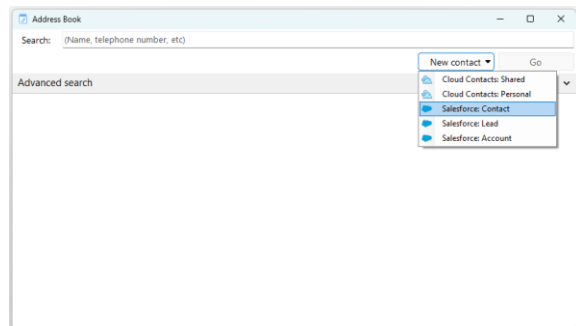 Address Book
Search: (Name, telephone number, etc)
New contact Go
Advanced search
Cloud Contacts: Shared
Cloud Contacts: Personal
Salesforce: Contact
Salesforce: Lead
Salesforce: Account